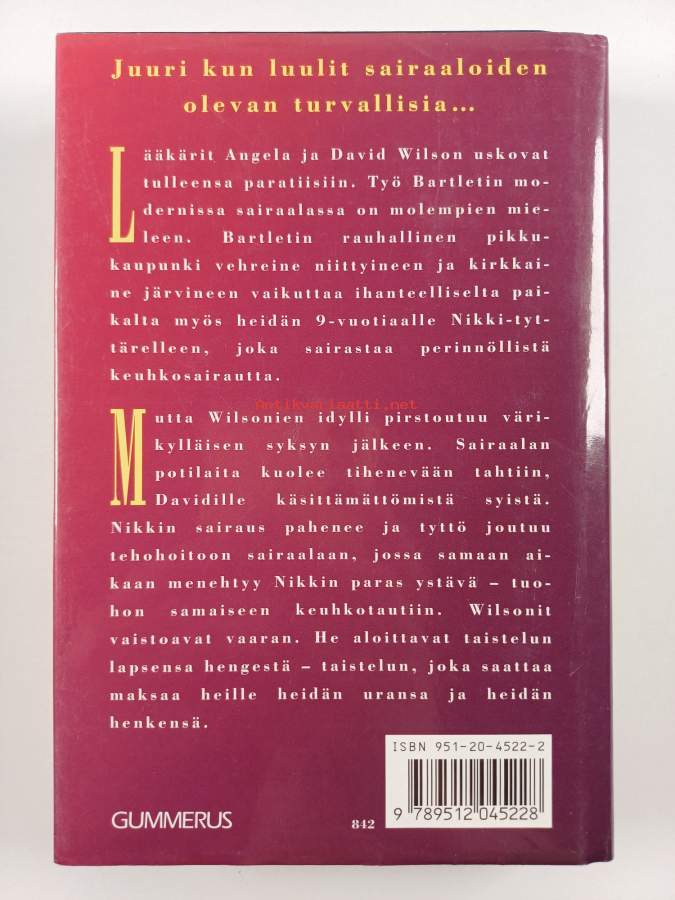 Juuri kun luulit sairaaloiden
olevan turvallisia...
Lääkärit Angela ja David Wilson uskovat
tulleensa paratiisiin. Työ Bartletin mo-
dernissa sairaalassa on molempien mie-
leen. Bartletin rauhallinen pikku-
kaupunki vehreine niittyineen ja kirkkai-
ne järvineen vaikuttaa ihanteelliselta pai-
kalta myös heidän 9-vuotiaalle Nikki-tyt-
tärelleen, joka sairastaa perinnöllistä
keuhkosairautta.
Antikvariaatti.net
Mutta Wilsonien idylli pirstoutuu väri-
kylläisen syksyn jälkeen. Sairaalan
potilaita kuolee tihenevään tahtiin,
Davidille käsittämättömistä syistä.
Nikkin sairaus pahenee ja tyttö joutuu
tehohoitoon sairaalaan, jossa samaan ai-
kaan menehtyy Nikkin paras ystävä – tuo-
hon samaiseen keuhkotautiin. Wilsonit
vaistoavat vaaran. He aloittavat taistelun
lapsensa hengestä – taistelun, joka saattaa
maksaa heille heidän uransa ja heidän
henkensä.
ISBN 951-20-4522-2
9 789512 045228
GUMMERUS
842